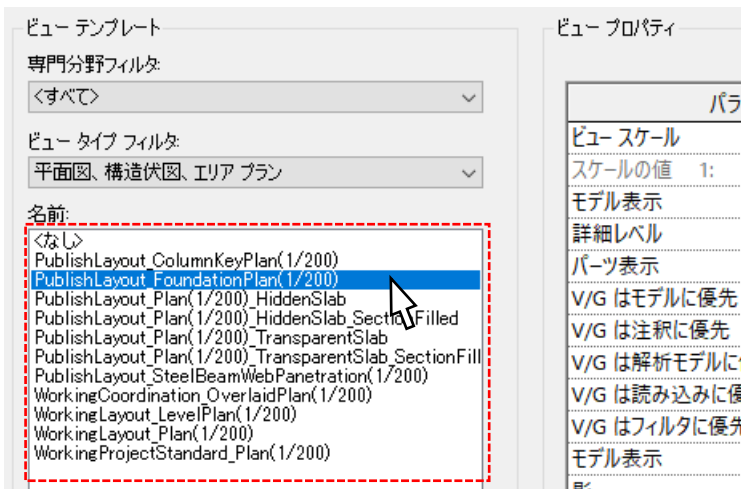 ビュー テンプレート
専門分野フィルタ:
<すべて>
ビュー タイプ フィルタ:
平面図、構造伏図、エリア プラン
名前:
<なし>
PublishLayout_ColumnKeyPlan(1/200)
PublishLayout_FoundationPlan(1/200)
PublishLayout_Plan(1/200)_HiddenSlab
PublishLayout_Plan(1/200)_HiddenSlab_SectionFilled
PublishLayout_Plan(1/200)_TransparentSlab
PublishLayout_Plan(1/200)_TransparentSlab_SectionFill
PublishLayout_SteelBeamWebPanetration(1/200)
WorkingCoordination_OverlaidPlan(1/200)
WorkingLayout_LevelPlan(1/200)
WorkingLayout_Plan(1/200)
WorkingProjectStandard_Plan(1/200)
ビュー プロパティ
パラ
ビュー スケール
スケールの値 1:
モデル表示
詳細レベル
パーツ表示
V/G はモデルに優先
V/G は注釈に優先
V/G は解析モデルに
V/G は読み込みに優
V/G はフィルタに優先
モデル表示